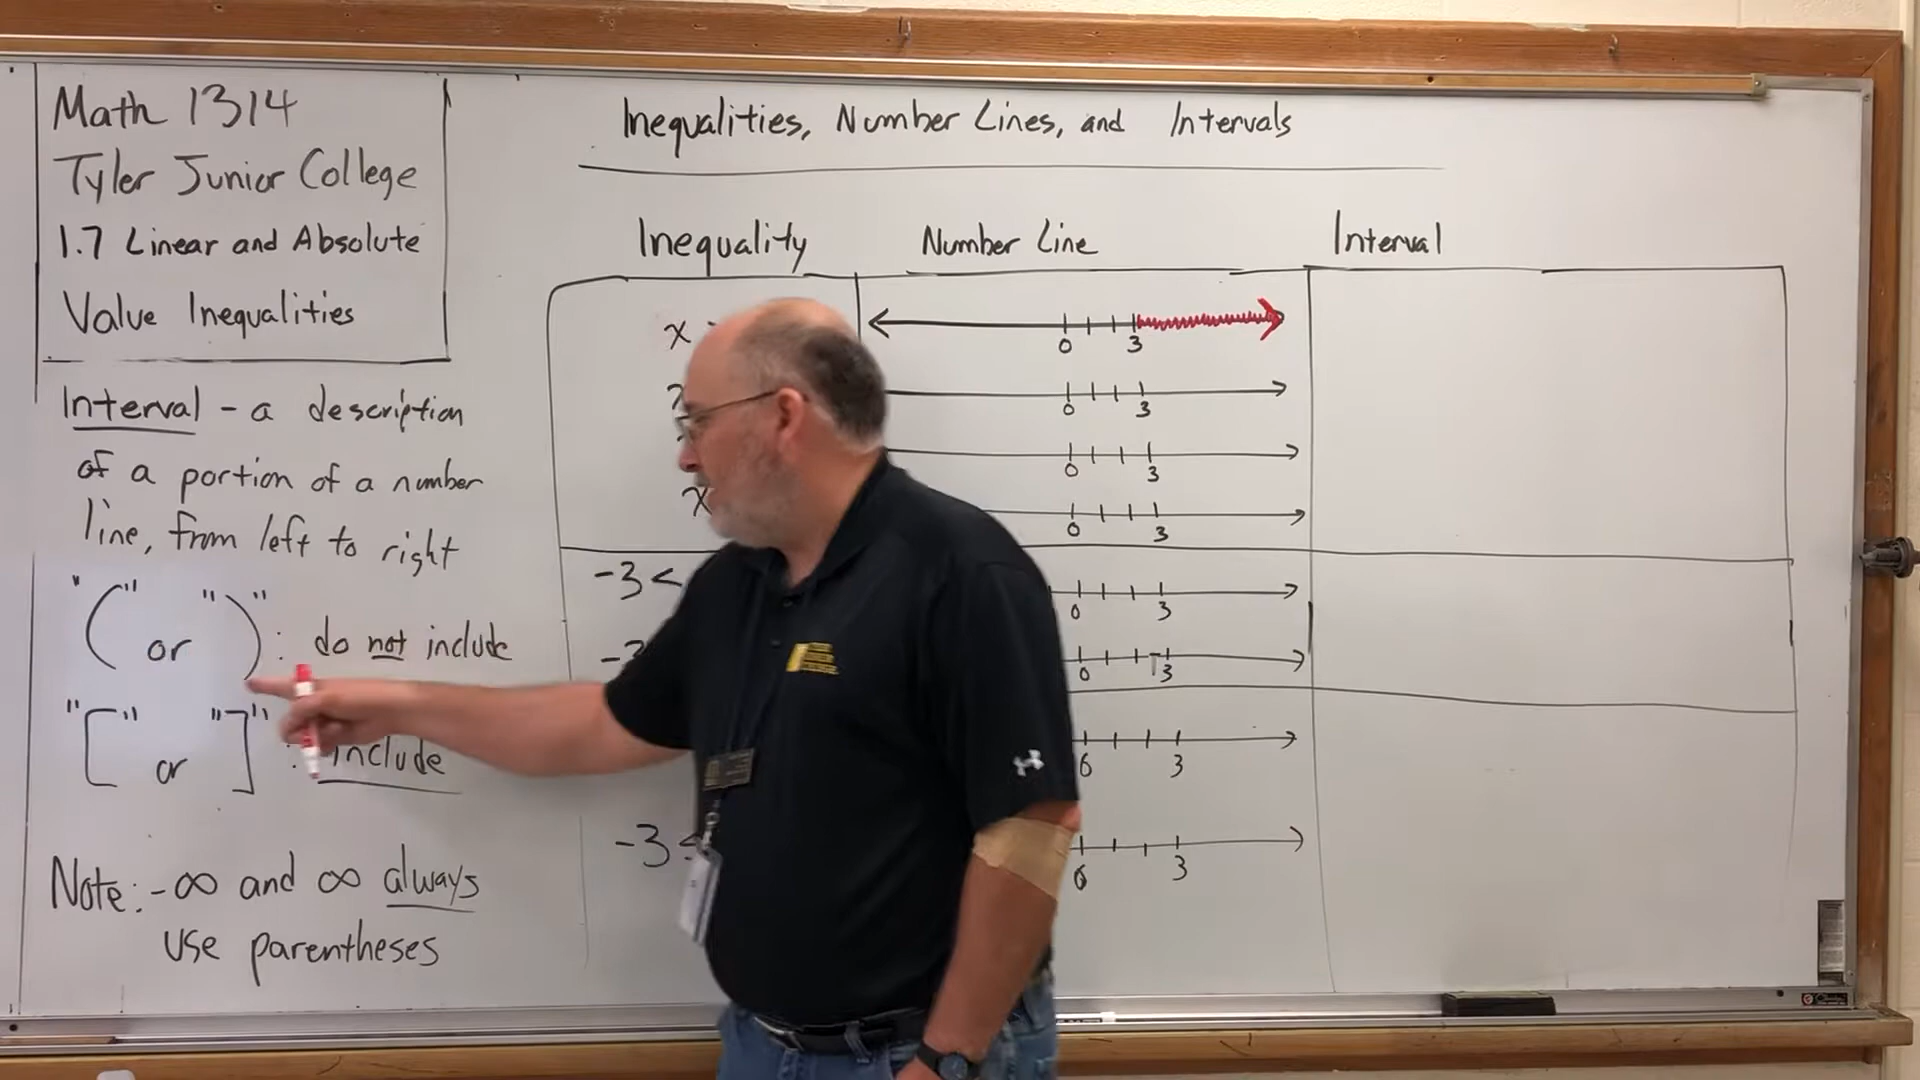 Math 1314
Tyler Junior College
1.7 Linear and Absolute
Value Inequalities
Interval - a description
of a portion of a number
line, from left to right
"(" or ")" : do not include
"[" or "]" : include
Note: -∞ and ∞ always
use parentheses
Inequalities, Number Lines, and Intervals
Inequality Number Line Interval
x 0 3
0 3
0 3
x 0 3
-3 < 0 3
0 3
0 3
-3 0 3